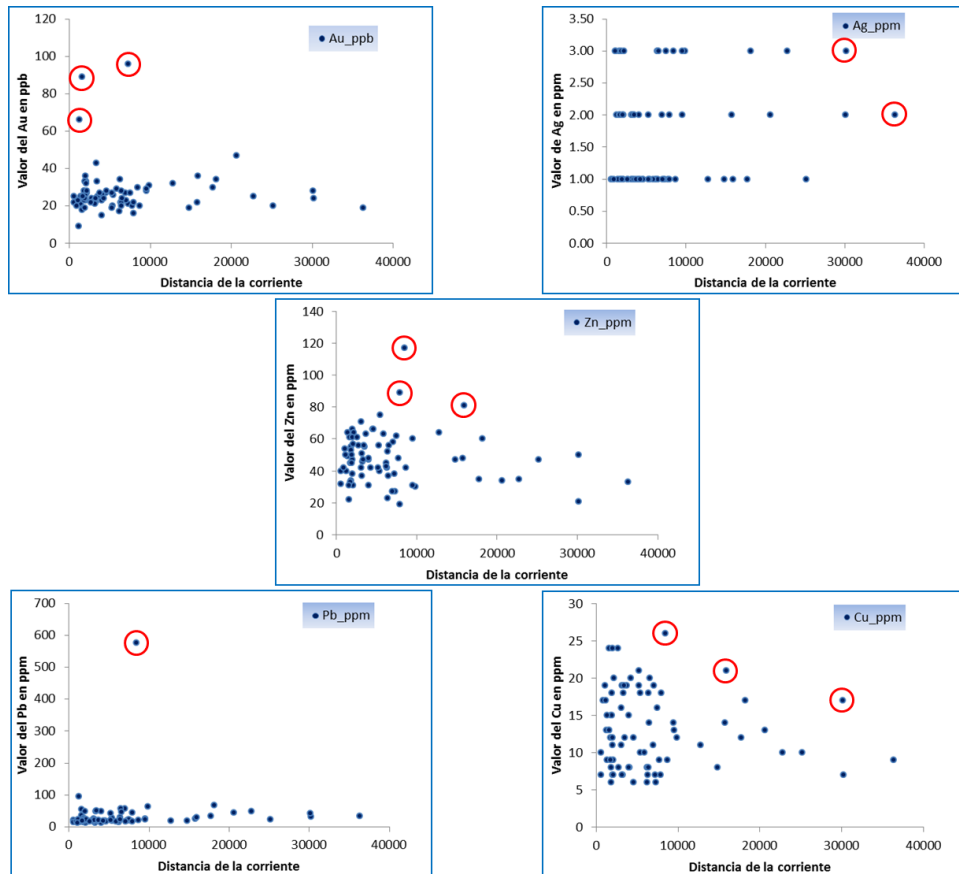 120
100
80
60
40
20
0
Valor del Au en ppb
Au_ppb
0 10000 20000 30000 40000
Distancia de la corriente
3.50
3.00
2.50
2.00
1.50
1.00
0.50
0.00
Valor de Ag en ppm
Ag_ppm
0 10000 20000 30000 40000
Distancia de la corriente
140
120
100
80
60
40
20
0
Valor del Zn en ppm
Zn_ppm
0 10000 20000 30000 40000
Distancia de la corriente
700
600
500
400
300
200
100
0
Valor del Pb en ppm
Pb_ppm
0 10000 20000 30000 40000
Distancia de la corriente
30
25
20
15
10
5
0
Valor del Cu en ppm
Cu_ppm
0 10000 20000 30000 40000
Distancia de la corriente